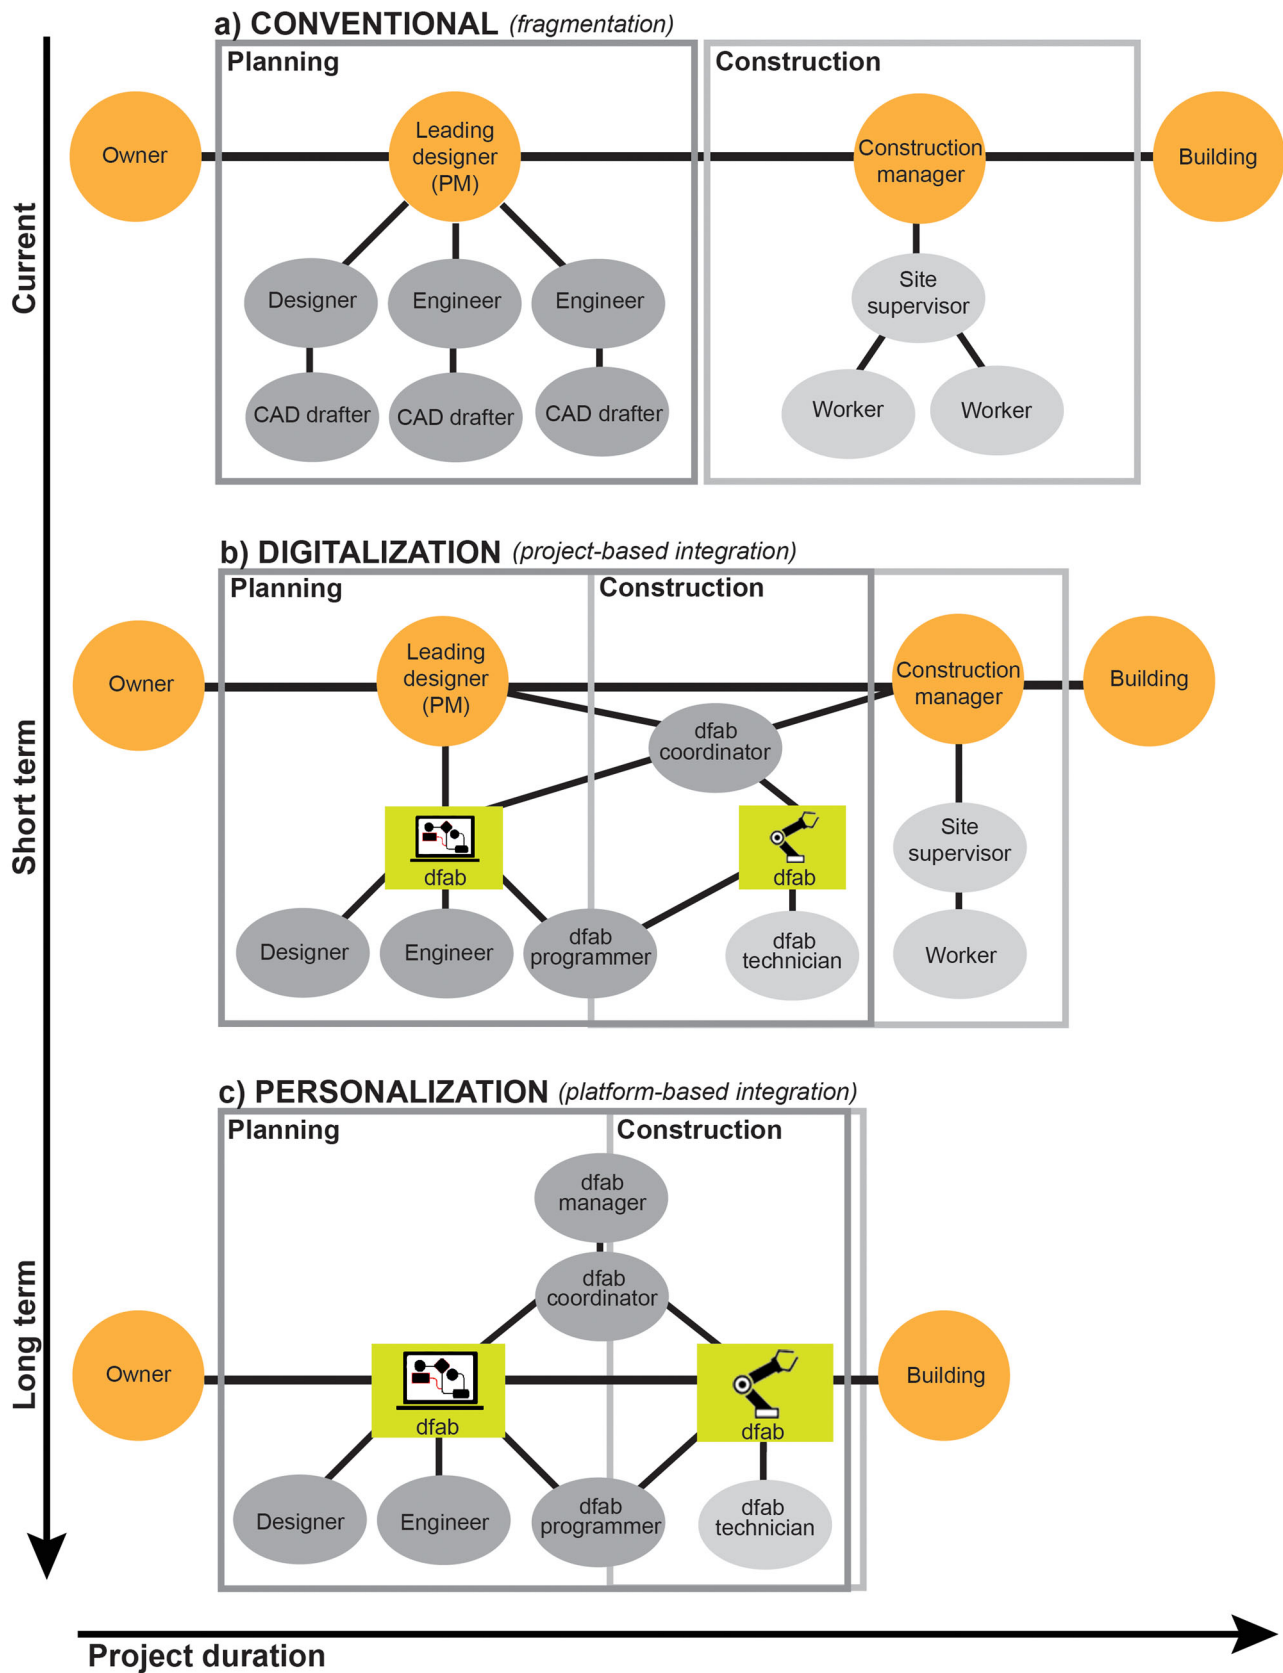 a) CONVENTIONAL (fragmentation)
Planning
Construction
Owner
Leading
designer
(PM)
Construction
manager
Building
Designer
Engineer
Engineer
Site
supervisor
CAD drafter
CAD drafter
CAD drafter
Worker
Worker
Current
b) DIGITALIZATION (project-based integration)
Planning
Construction
Owner
Leading
designer
(PM)
Construction
manager
Building
dfab
coordinator
dfab
dfab
Site
supervisor
Designer
Engineer
dfab
programmer
dfab
technician
Worker
Short term
c) PERSONALIZATION (platform-based integration)
Planning
Construction
dfab
manager
dfab
coordinator
Owner
dfab
dfab
Building
Designer
Engineer
dfab
programmer
dfab
technician
Long term
Project duration